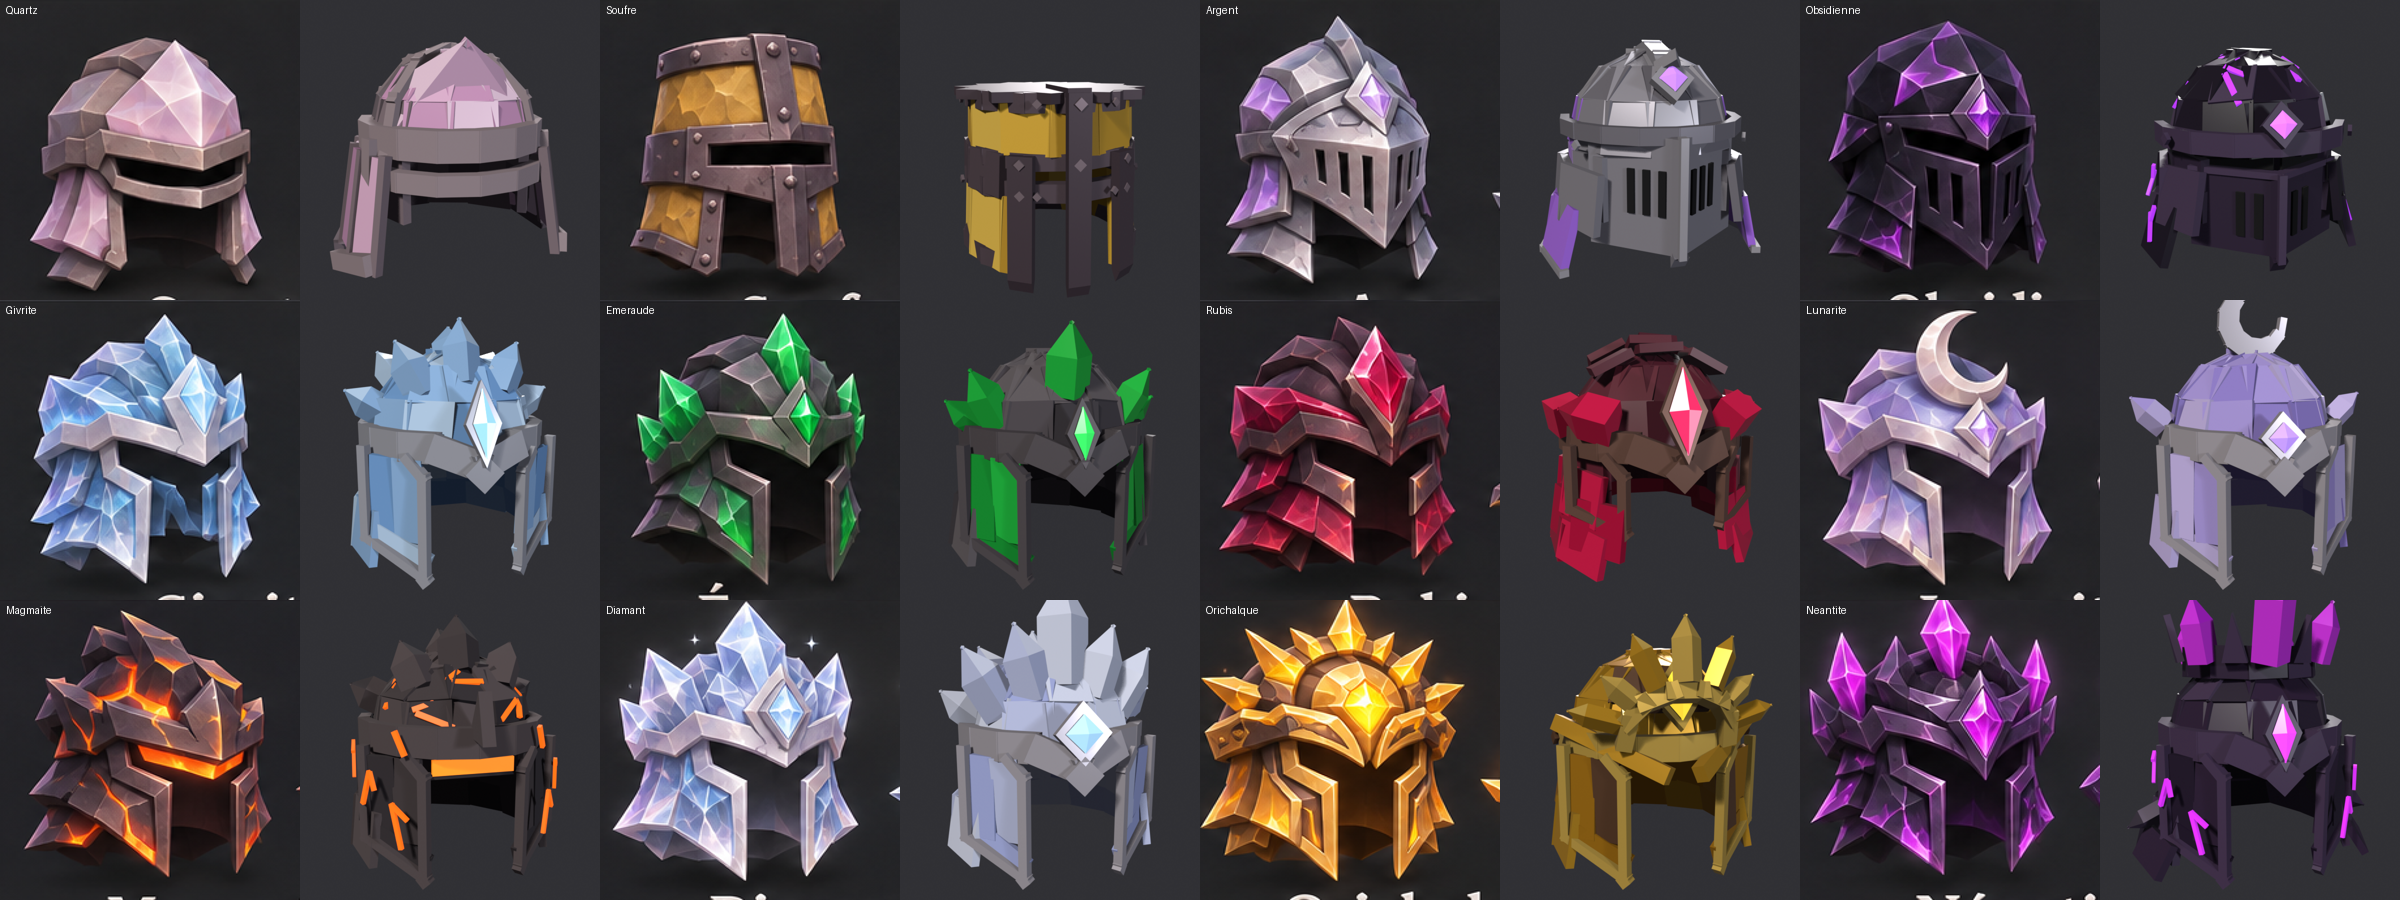 Quartz
Soufre
Argent
Obsidienne
Givrite
Emeraude
Rubis
Lunarite
Magmaite
Diamant
Orichalque
Neantite